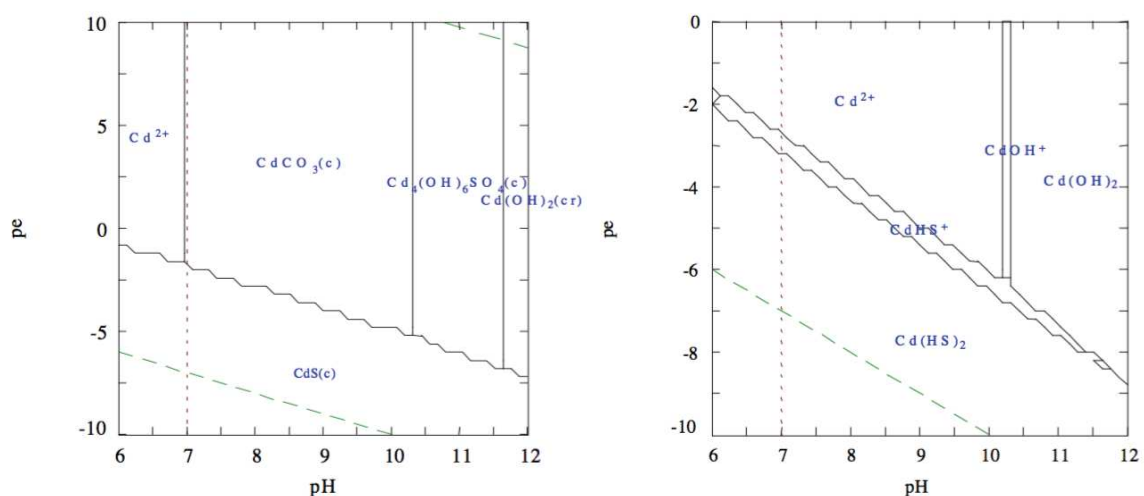 10
5
0
-5
-10
pe
Cd²⁺
CdCO₃(c)
Cd₄(OH)₆SO₄(c)
Cd(OH)₂(cr)
CdS(c)
6 7 8 9 10 11 12
pH
0
-2
-4
-6
-8
-10
pe
Cd²⁺
CdOH⁺
Cd(OH)₂
CdHS⁺
Cd(HS)₂
6 7 8 9 10 11 12
pH